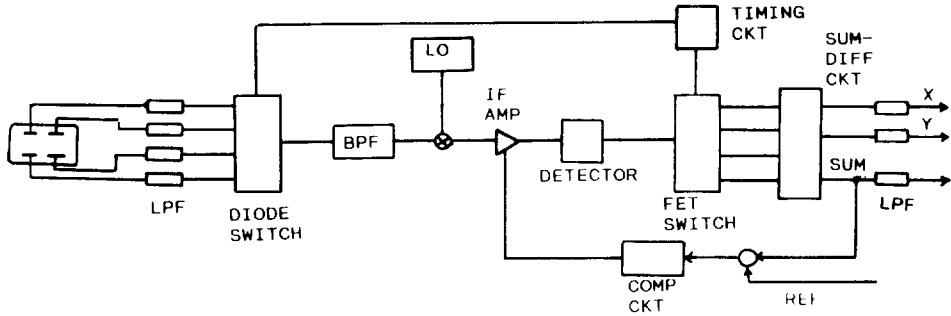 TIMING
CKT
SUM-
DIFF
CKT
LO
IF
AMP
X
BPF
Y
DETECTOR
SUM
LPF
DIODE
SWITCH
FET
SWITCH
LPF
COMP
CKT
REF